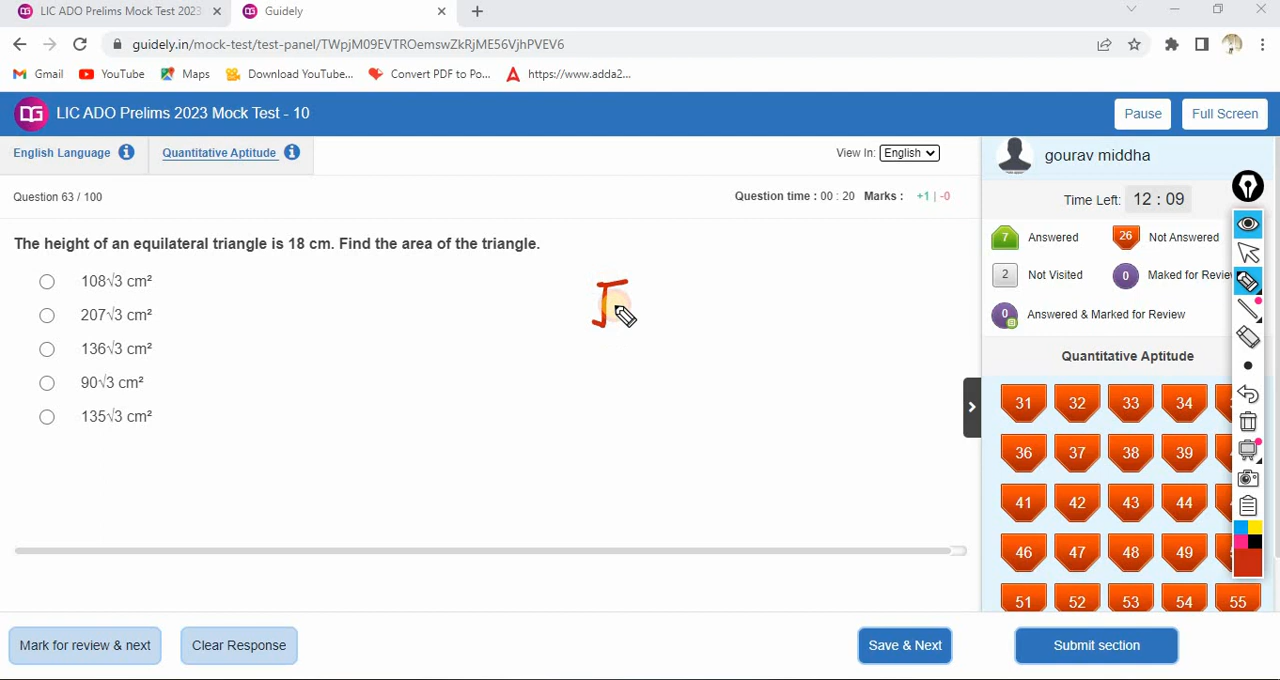 LIC ADO Prelims Mock Test 2023
Guidely
guidely.in/mock-test/test-panel/TWpjM09EVTROemswZkRjME56VjhPVEV6
Gmail
YouTube
Maps
Download YouTube...
Convert PDF to Po...
https://www.adda2...
DG
LIC ADO Prelims 2023 Mock Test - 10
Pause
Full Screen
English Language
Quantitative Aptitude
View In:
English
gourav middha
Question 63 / 100
Question time : 00 : 20 Marks : +1 | -0
Time Left: 12 : 09
The height of an equilateral triangle is 18 cm. Find the area of the triangle.
7 Answered
26 Not Answered
108√3 cm²
2 Not Visited
0 Maked for Revie
207√3 cm²
0 Answered & Marked for Review
136√3 cm²
Quantitative Aptitude
90√3 cm²
135√3 cm²
31 32 33 34
36 37 38 39
41 42 43 44
46 47 48 49
51 52 53 54 55
Mark for review & next
Clear Response
Save & Next
Submit section